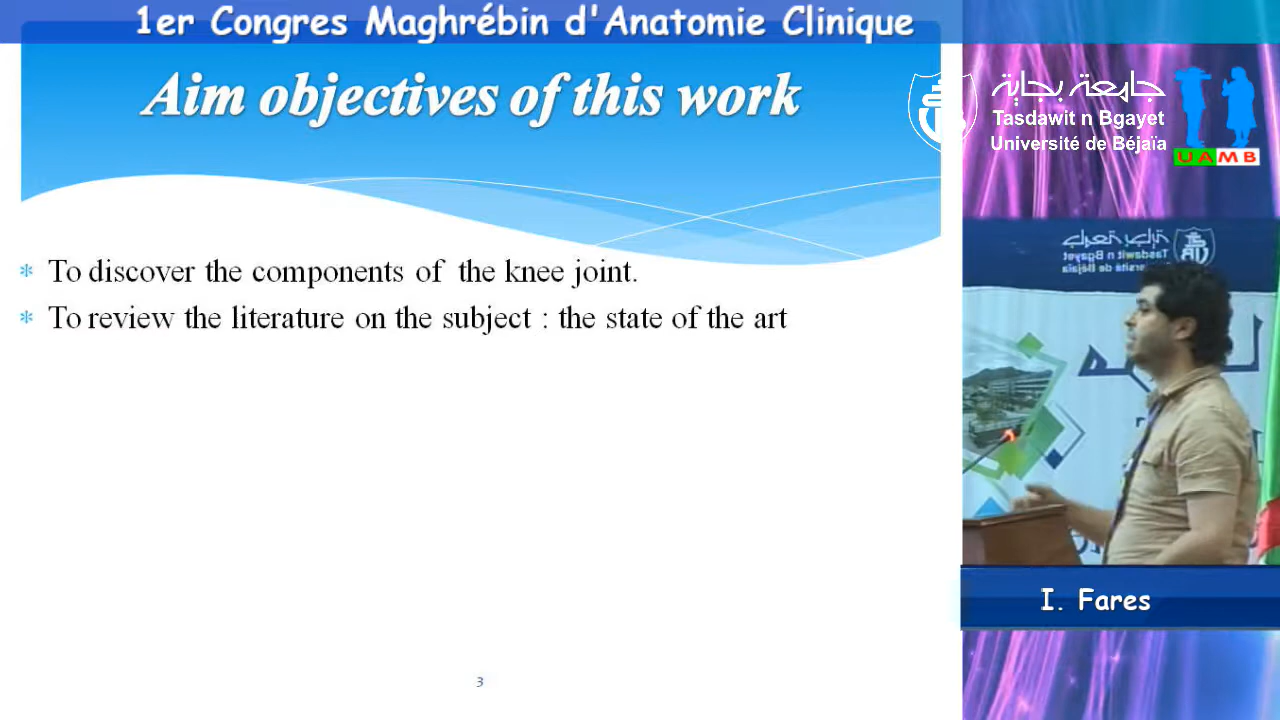 1er Congres Maghrébin d'Anatomie Clinique
Aim objectives of this work
* To discover the components of the knee joint.
* To review the literature on the subject : the state of the art
3
جامعة بجاية
Tasdawit n Bgayet
Université de Béjaïa
UAMB
Tasdawit n Bgayet
I. Fares